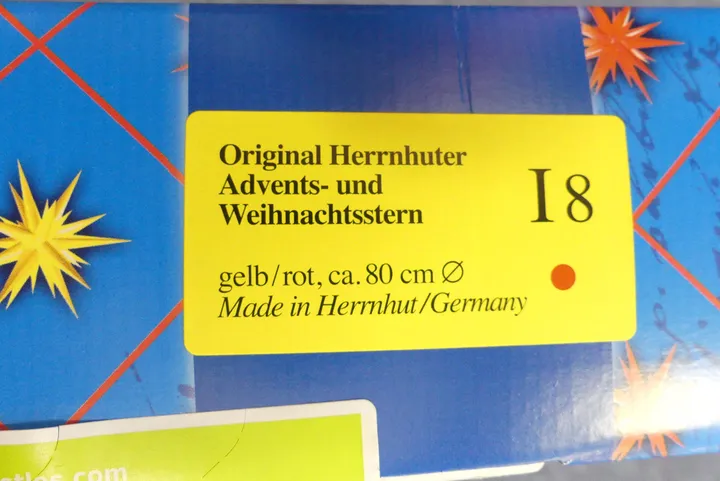 Original Herrnhuter
Advents- und
Weihnachtsstern
I 8
gelb/rot, ca. 80 cm Ø
Made in Herrnhut/Germany